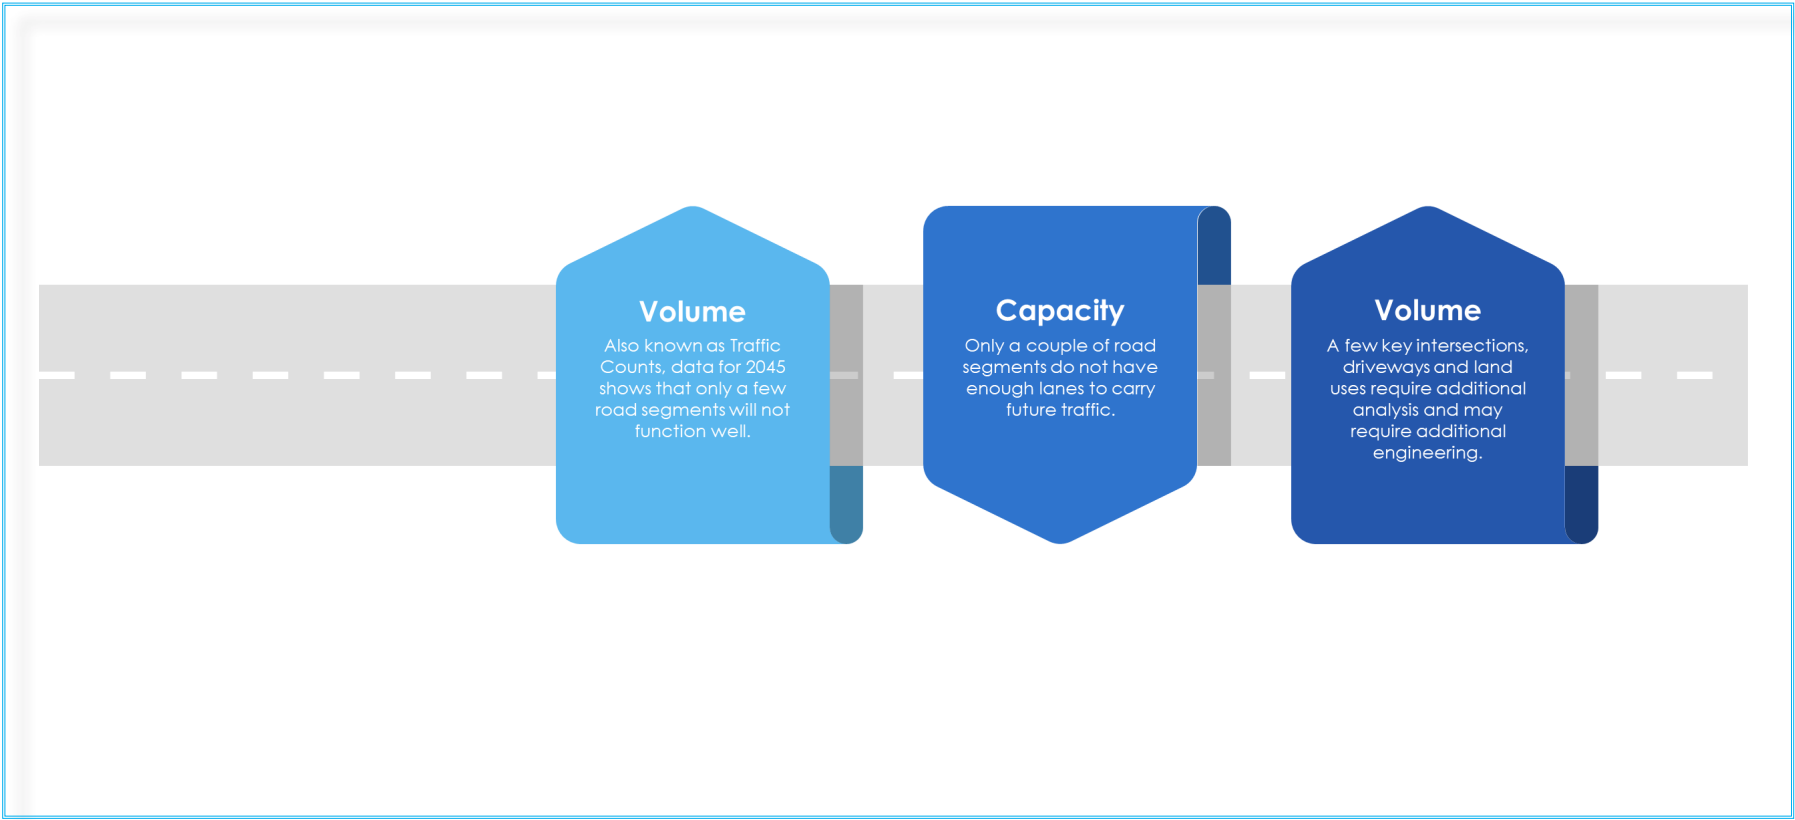 Volume
Also known as Traffic
Counts, data for 2045
shows that only a few
road segments will not
function well.
Capacity
Only a couple of road
segments do not have
enough lanes to carry
future traffic.
Volume
A few key intersections,
driveways and land
uses require additional
analysis and may
require additional
engineering.